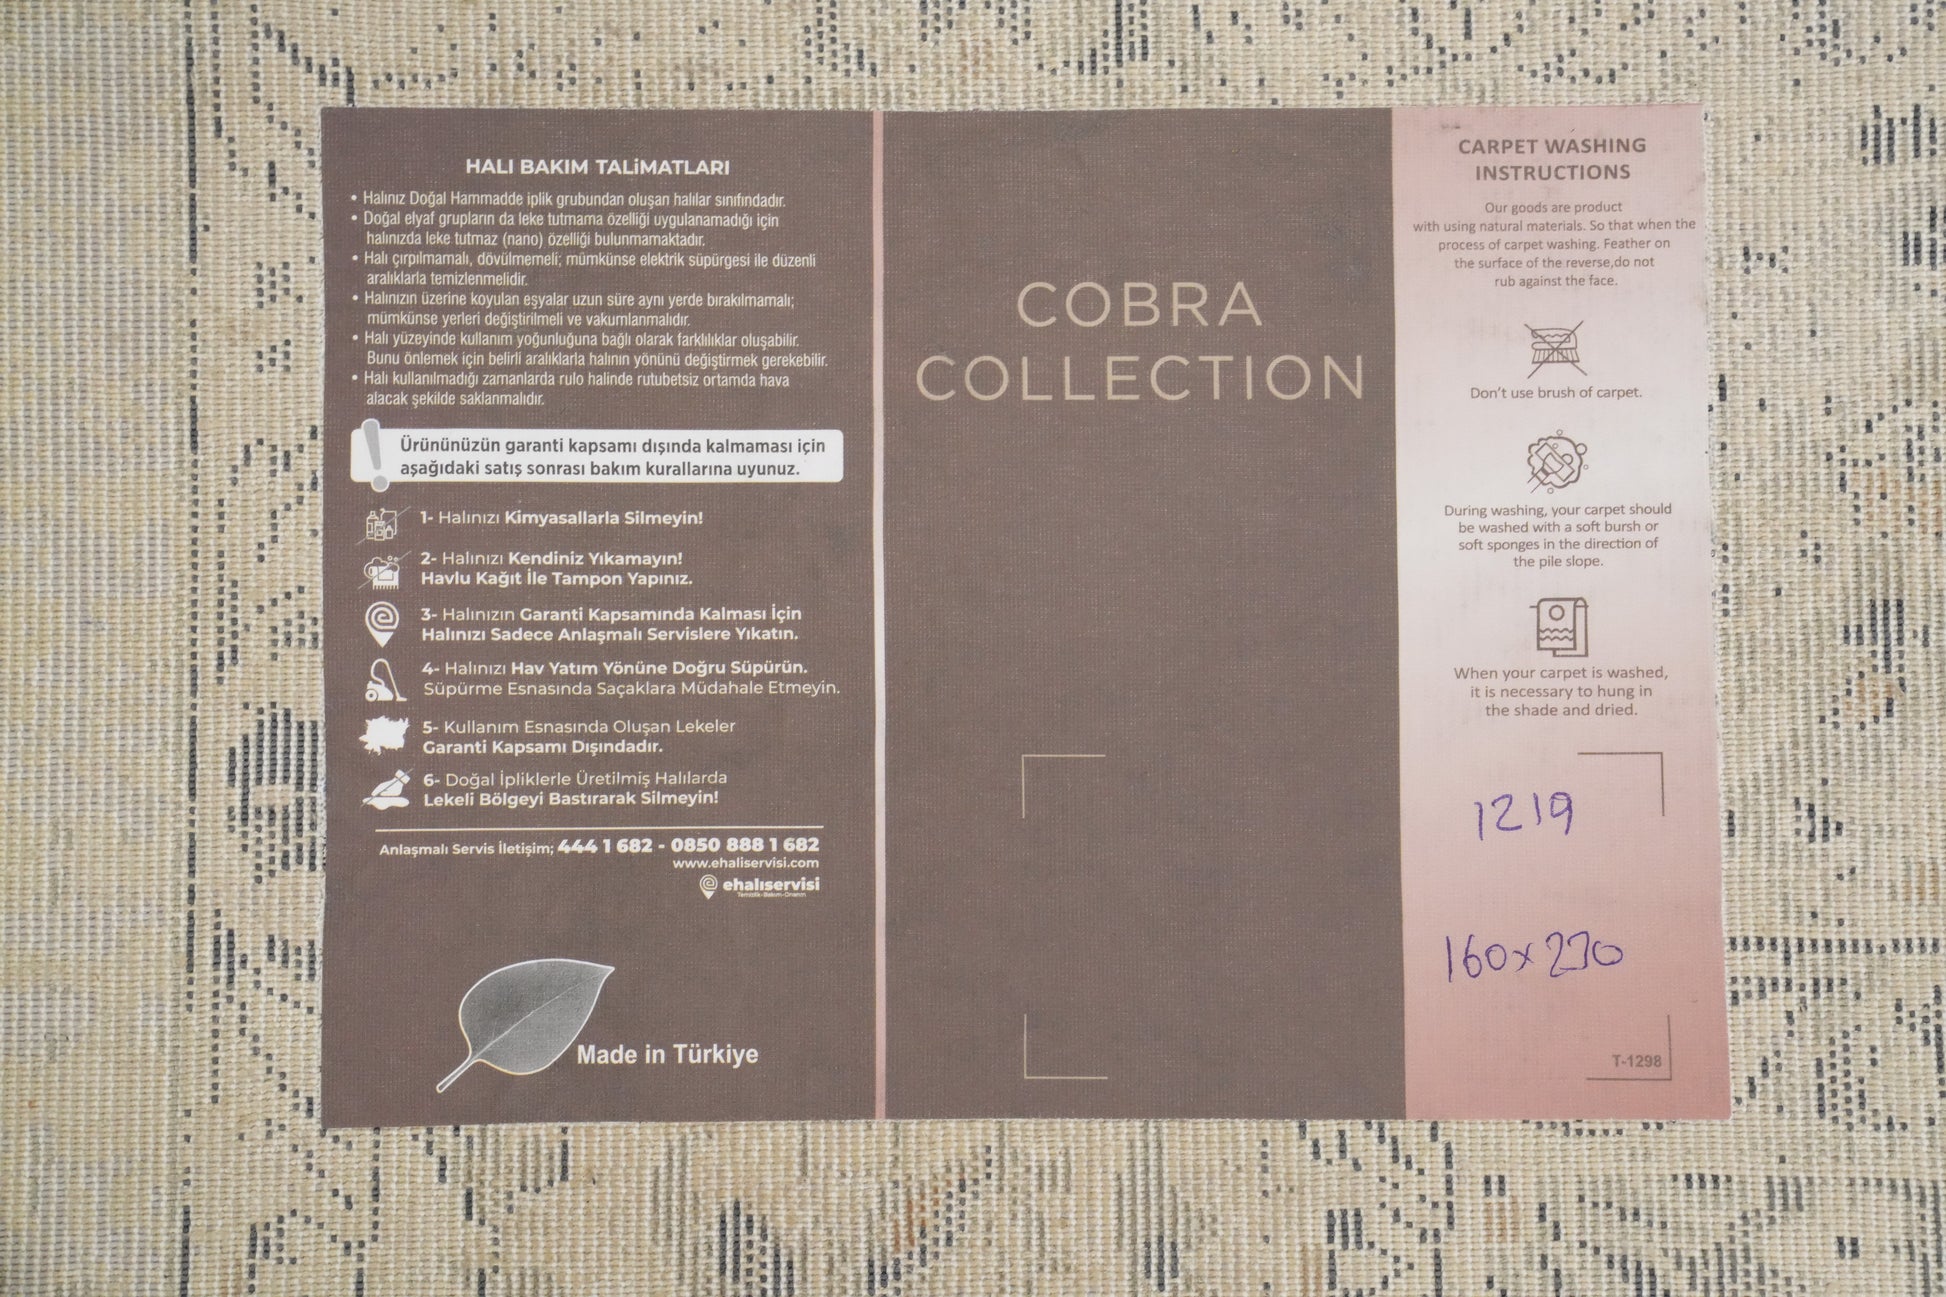 HALI BAKIM TALiMATLARI
• Halınız Doğal Hammadde iplik grubundan oluşan halılar sınıfındadır.
• Doğal elyaf grupların da leke tutmama özelliği uygulanamadığı için
halınızda leke tutmaz (nano) özelliği bulunmamaktadır.
• Halı çırpılmamalı, dövülmemeli; mümkünse elektrik süpürgesi ile düzenli
aralıklarla temizlenmelidir.
• Halınızın üzerine koyulan eşyalar uzun süre aynı yerde bırakılmamalı;
mümkünse yerleri değiştirilmeli ve vakumlanmalıdır.
• Halı yüzeyinde kullanım yoğunluğuna bağlı olarak farklılıklar oluşabilir.
Bunu önlemek için belirli aralıklarla halının yönünü değiştirmek gerekebilir.
• Halı kullanılmadığı zamanlarda rulo halinde rutubetsiz ortamda hava
alacak şekilde saklanmalıdır.
Ürününüzün garanti kapsamı dışında kalmaması için
aşağıdaki satış sonrası bakım kurallarına uyunuz.
1- Halınızı Kimyasallarla Silmeyin!
2- Halınızı Kendiniz Yıkamayın!
Havlu Kağıt İle Tampon Yapınız.
3- Halınızın Garanti Kapsamında Kalması İçin
Halınızı Sadece Anlaşmalı Servislere Yıkatın.
4- Halınızı Hav Yatım Yönüne Doğru Süpürün.
Süpürme Esnasında Saçaklara Müdahale Etmeyin.
5- Kullanım Esnasında Oluşan Lekeler
Garanti Kapsamı Dışındadır.
6- Doğal İpliklerle Üretilmiş Halılarda
Lekeli Bölgeyi Bastırarak Silmeyin!
Anlaşmalı Servis İletişim; 444 1 682 - 0850 888 1 682
www.ehaliservisi.com
ehalıservisi
Temizlik-Bakım-Onarım
Made in Türkiye
COBRA
COLLECTION
CARPET WASHING
INSTRUCTIONS
Our goods are product
with using natural materials. So that when the
process of carpet washing. Feather on
the surface of the reverse,do not
rub against the face.
Don't use brush of carpet.
During washing, your carpet should
be washed with a soft bursh or
soft sponges in the direction of
the pile slope.
When your carpet is washed,
it is necessary to hung in
the shade and dried.
1219
160x230
T-1298